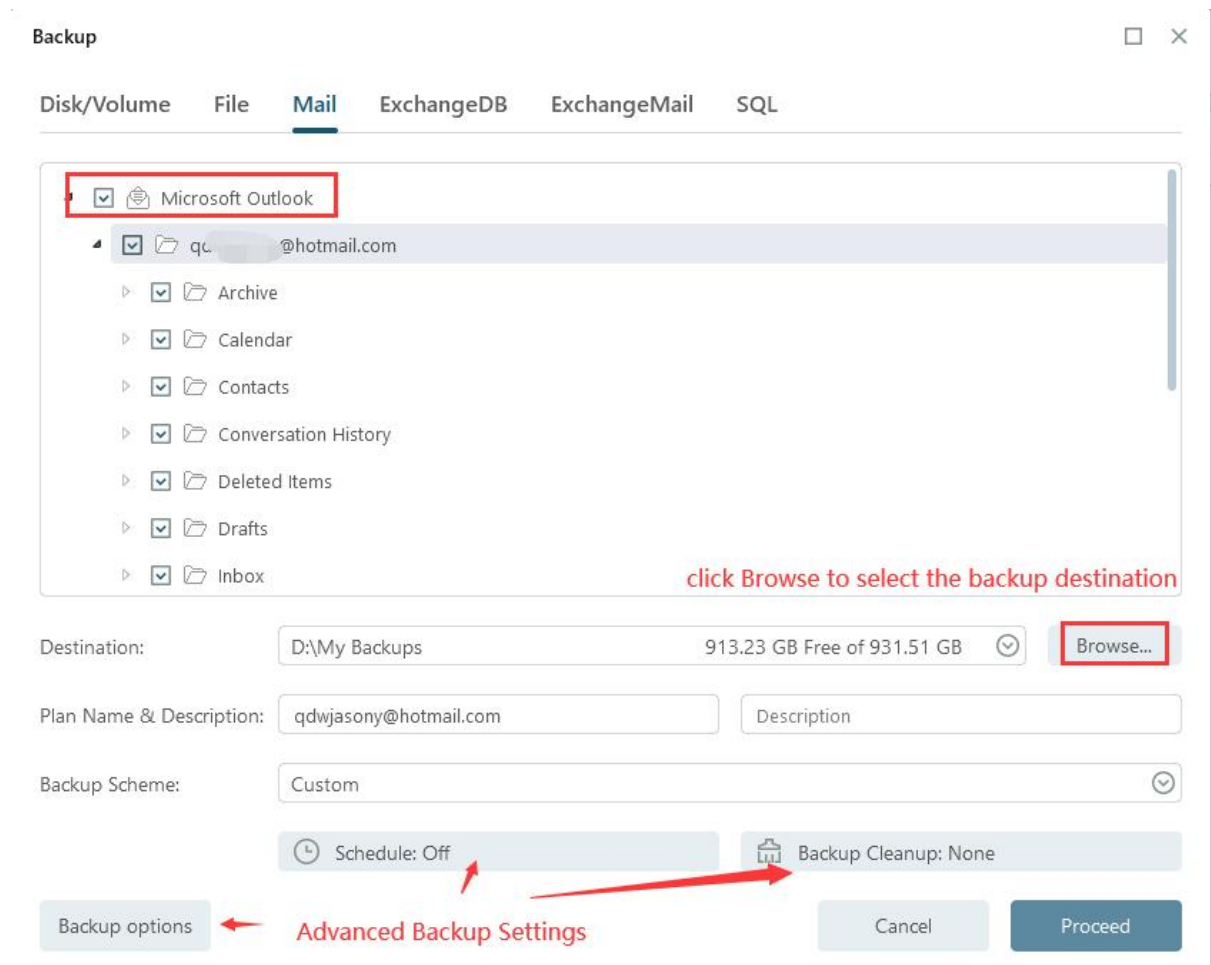 Backup
Disk/Volume File Mail ExchangeDB ExchangeMail SQL
Microsoft Outlook
@hotmail.com
Archive
Calendar
Contacts
Conversation History
Deleted Items
Drafts
Inbox
click Browse to select the backup destination
Destination: D:\My Backups 913.23 GB Free of 931.51 GB Browse...
Plan Name & Description: qdwjasony@hotmail.com Description
Backup Scheme: Custom
Schedule: Off Backup Cleanup: None
Backup options Advanced Backup Settings Cancel Proceed